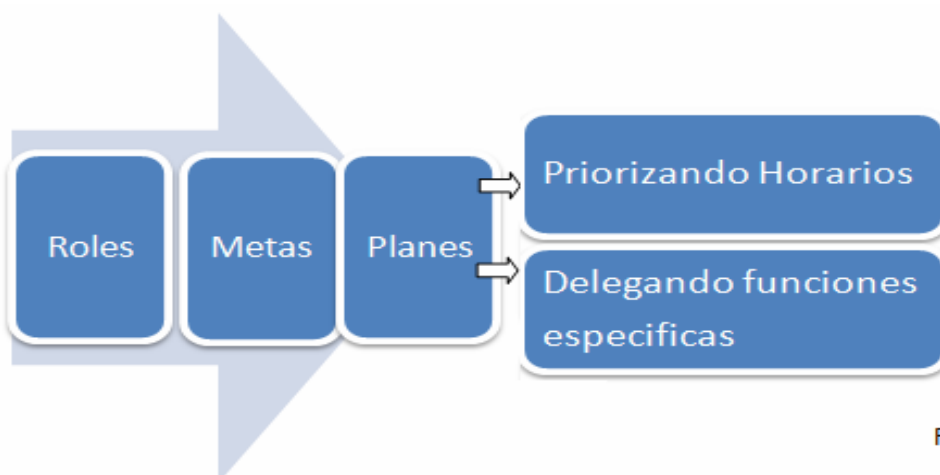 Roles
Metas
Planes
Priorizando Horarios
Delegando funciones
especificas